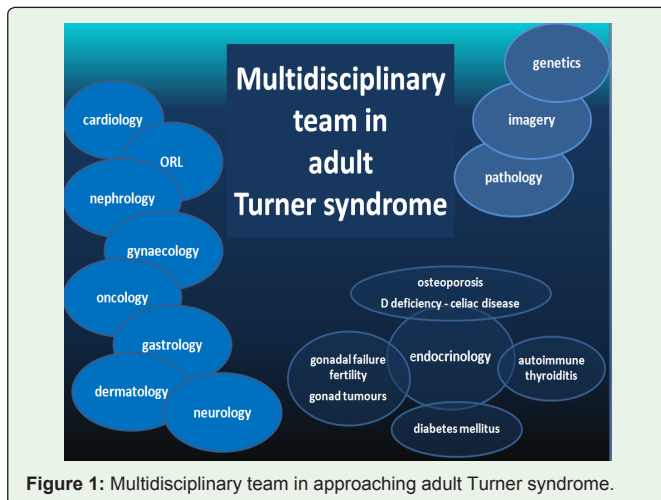 Multidisciplinary
team in
adult
Turner syndrome
cardiology
ORL
nephrology
gynaecology
oncology
gastrology
dermatology
neurology
genetics
imagery
pathology
osteoporosis
D deficiency - celiac disease
endocrinology
gonadal failure
fertility
gonad tumours
autoimmune
thyroiditis
diabetes mellitus
Figure 1: Multidisciplinary team in approaching adult Turner syndrome.